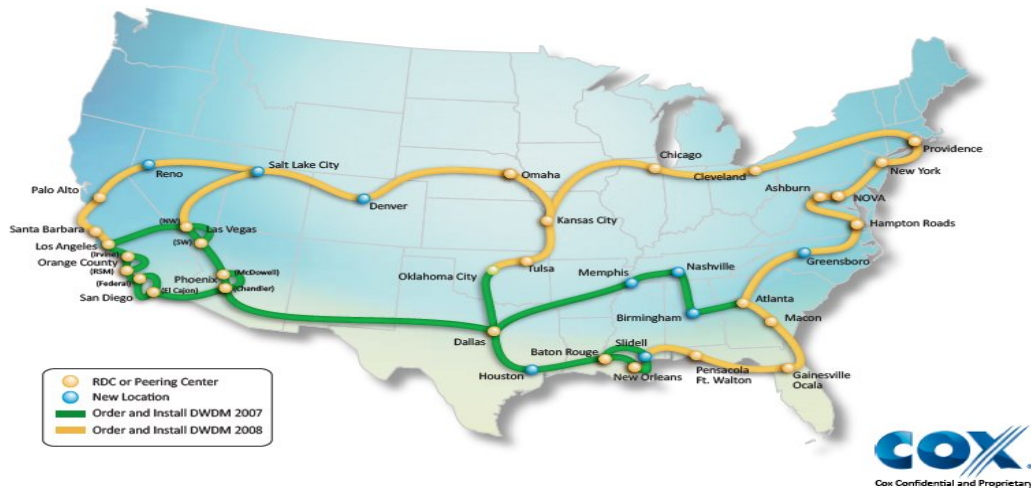 Chicago
Providence
Cleveland
New York
Salt Lake City
Reno
Omaha
Ashburn
NOVA
Palo Alto
Denver
Kansas City
Hampton Roads
(NW)
Las Vegas
Santa Barbara
(SW)
Los Angeles
(Irvine)
Greensboro
Orange County
Tulsa
Memphis
Nashville
(RSM)
Phoenix
(McDowell)
Oklahoma City
(Federal)
(El Cajon)
(Chandler)
San Diego
Atlanta
Birmingham
Macon
Dallas
Slidell
Baton Rouge
Houston
New Orleans
Pensacola
Ft. Walton
Gainesville
Ocala
RDC or Peering Center
New Location
Order and Install DWDM 2007
Order and Install DWDM 2008
COX
Cox Confidential and Proprietary